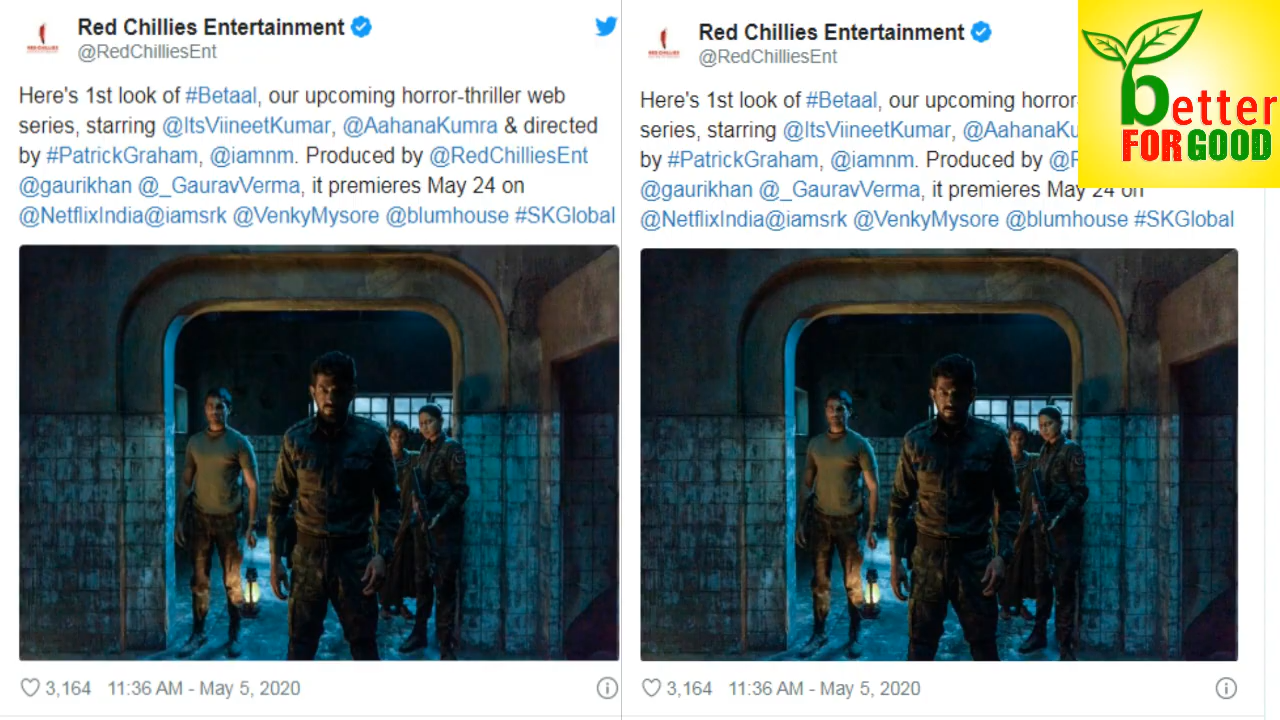 Red Chillies Entertainment
@RedChilliesEnt
Here's 1st look of #Betaal, our upcoming horror-thriller web
series, starring @ItsViineetKumar, @AahanaKumra & directed
by #PatrickGraham, @iamnm. Produced by @RedChilliesEnt
@gaurikhan @_GauravVerma, it premieres May 24 on
@NetflixIndia@iamsrk @VenkyMysore @blumhouse #SKGlobal
3,164 11:36 AM - May 5, 2020
Red Chillies Entertainment
@RedChilliesEnt
Here's 1st look of #Betaal, our upcoming horror-
series, starring @ItsViineetKumar, @AahanaKu
by #PatrickGraham, @iamnm. Produced by @
@gaurikhan @_GauravVerma, it premieres May 24 on
@NetflixIndia@iamsrk @VenkyMysore @blumhouse #SKGlobal
3,164 11:36 AM - May 5, 2020
better
FOR GOOD